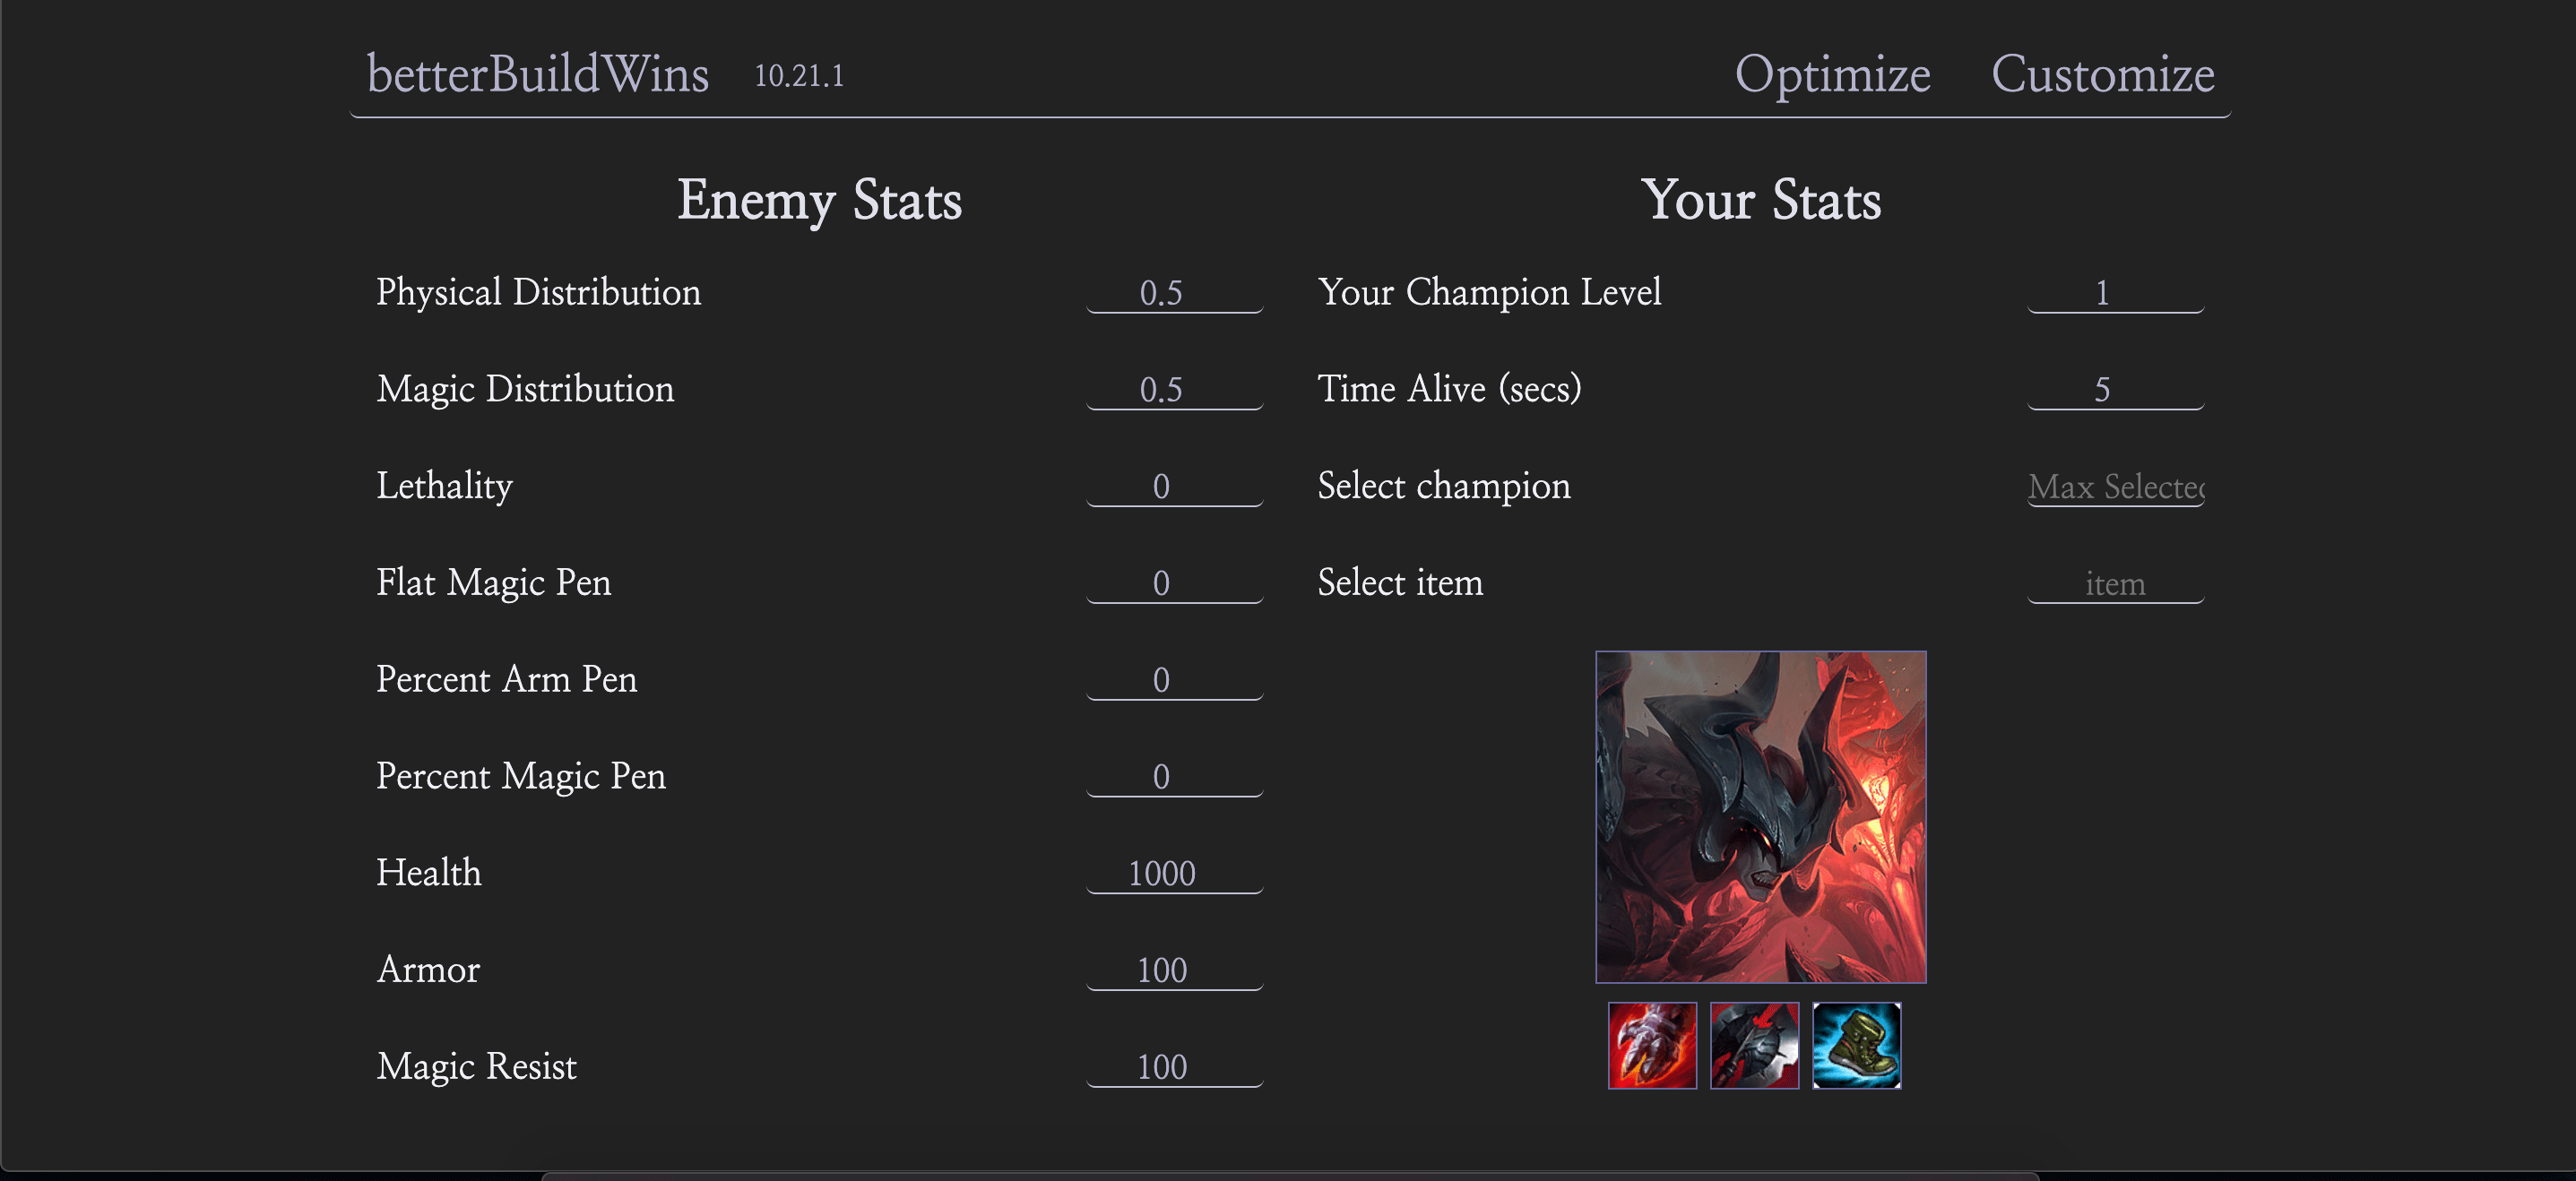 betterBuildWins 10.21.1 Optimize Customize
Enemy Stats
Physical Distribution 0.5
Magic Distribution 0.5
Lethality 0
Flat Magic Pen 0
Percent Arm Pen 0
Percent Magic Pen 0
Health 1000
Armor 100
Magic Resist 100
Your Stats
Your Champion Level 1
Time Alive (secs) 5
Select champion Max Selected
Select item item